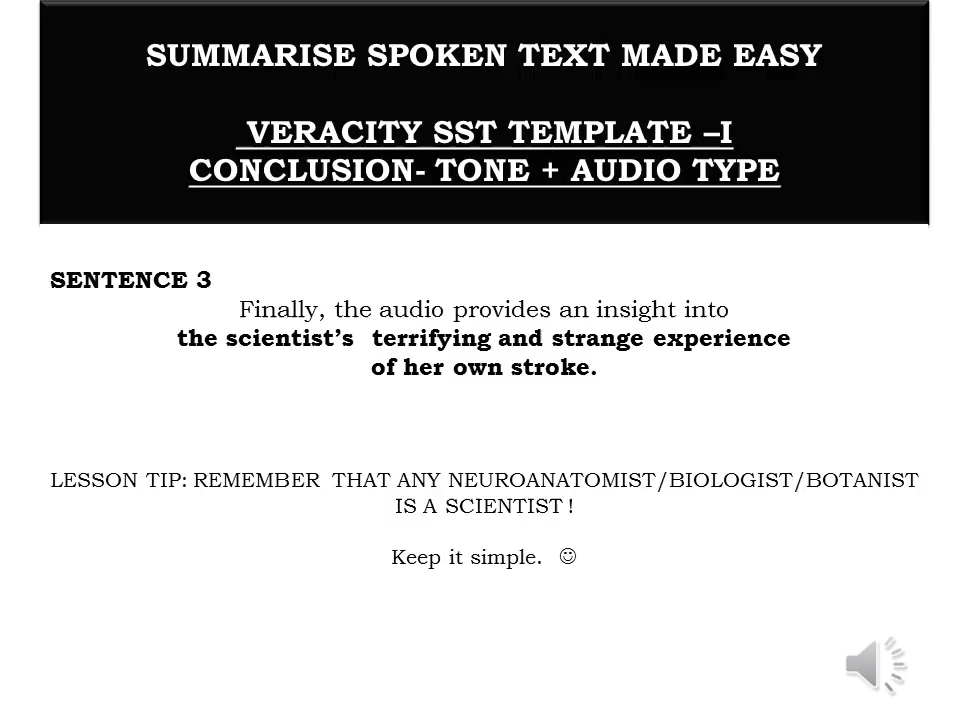 SUMMARISE SPOKEN TEXT MADE EASY
VERACITY SST TEMPLATE –I
CONCLUSION- TONE + AUDIO TYPE
SENTENCE 3
Finally, the audio provides an insight into
the scientist’s terrifying and strange experience
of her own stroke.
LESSON TIP: REMEMBER THAT ANY NEUROANATOMIST/BIOLOGIST/BOTANIST
IS A SCIENTIST !
Keep it simple. ☺